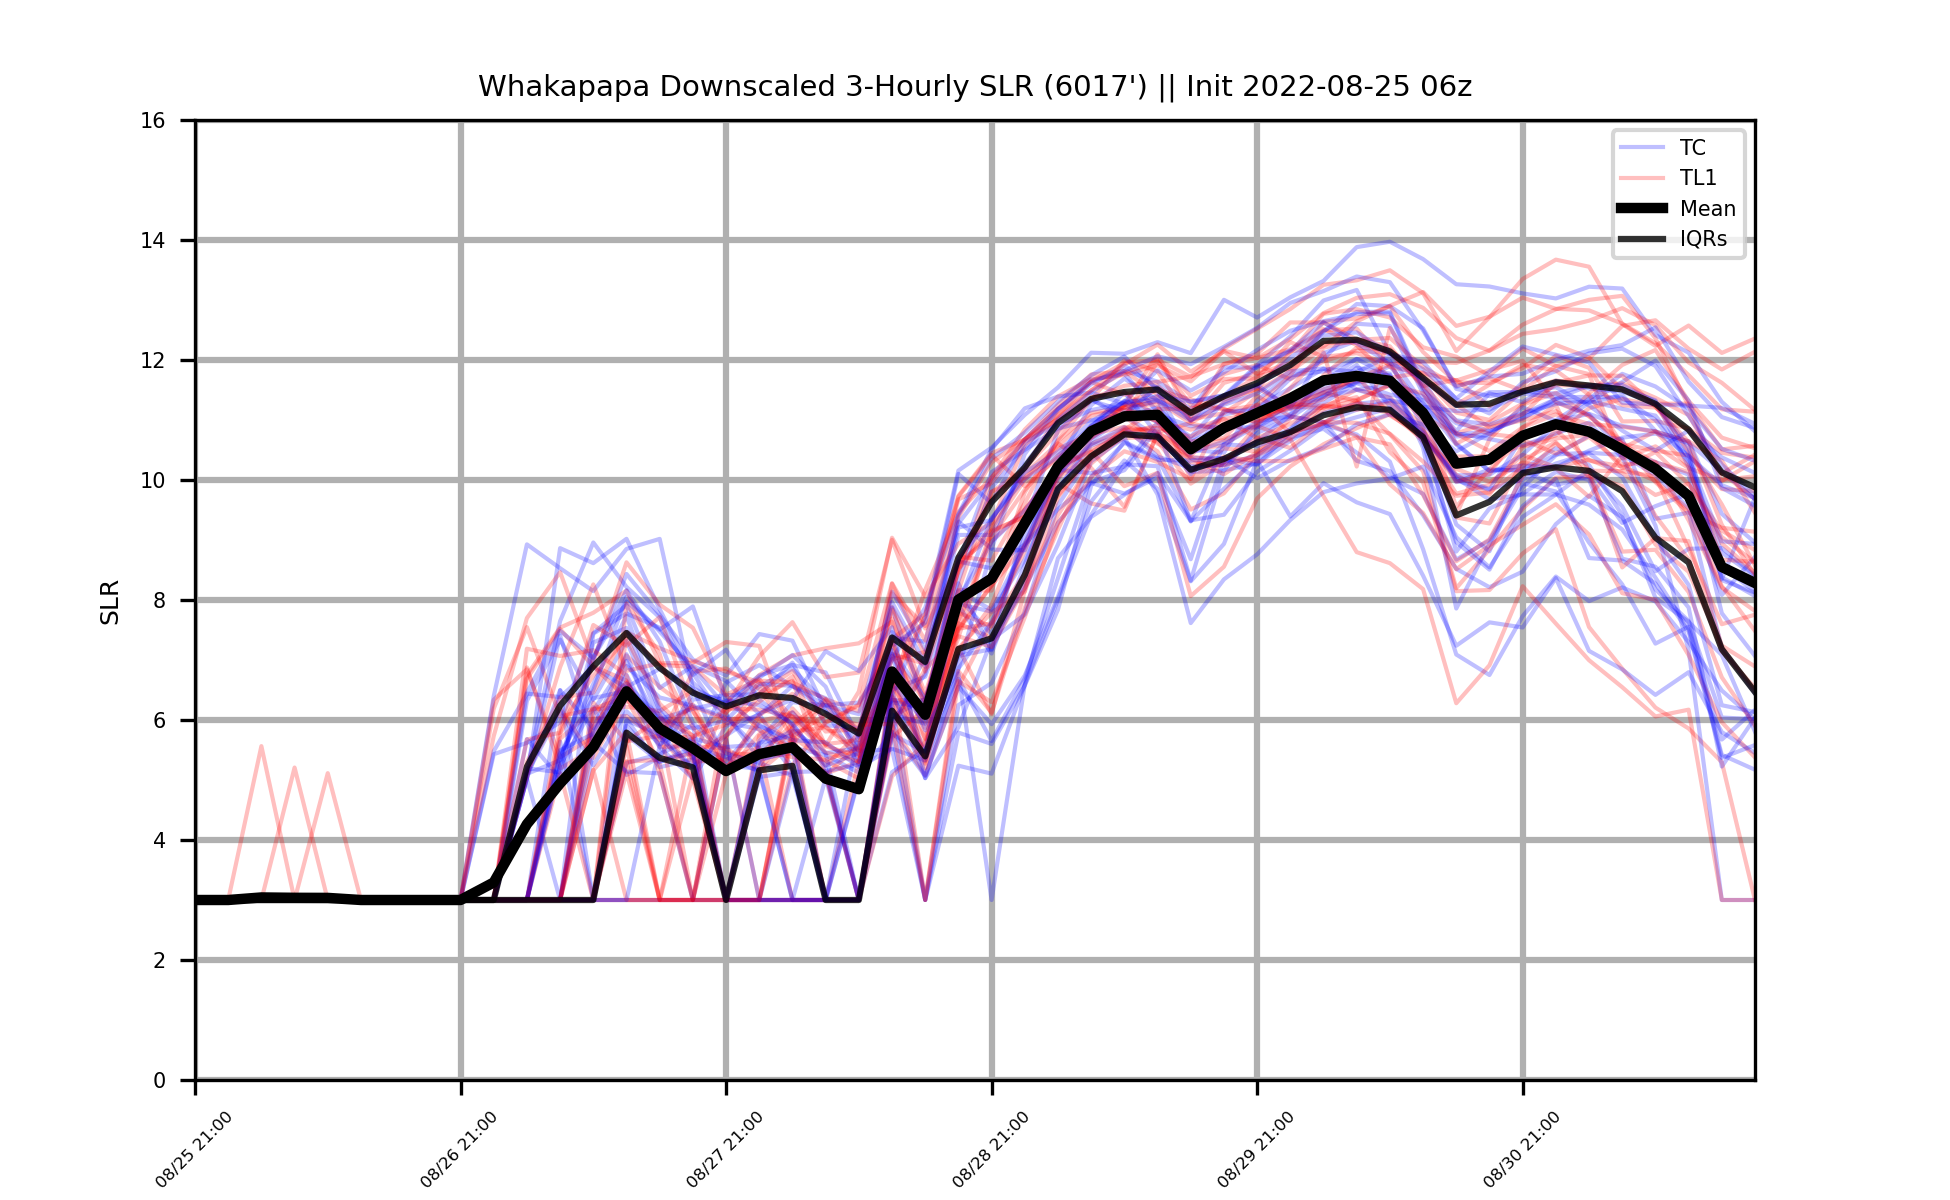 Whakapapa Downscaled 3-Hourly SLR (6017') || Init 2022-08-25 06z
16
14
12
10
8
6
4
2
0
SLR
TC
TL1
Mean
IQRs
08/25 21:00
08/26 21:00
08/27 21:00
08/28 21:00
08/29 21:00
08/30 21:00